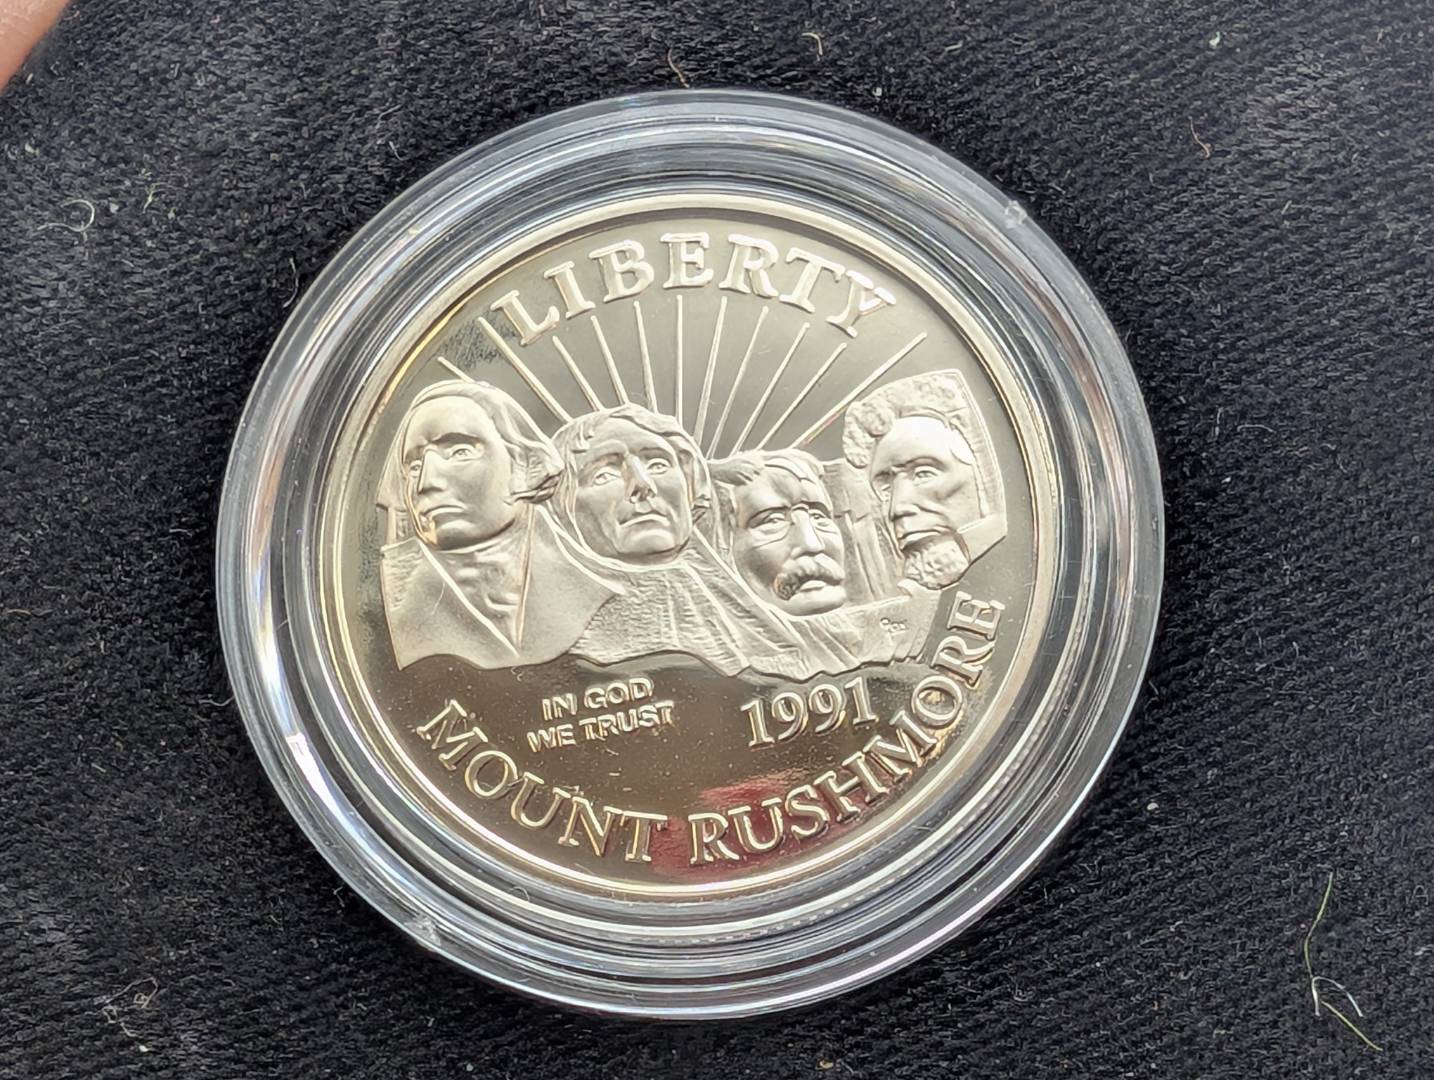 LIBERTY
IN GOD
WE TRUST
1991
MOUNT RUSHMORE